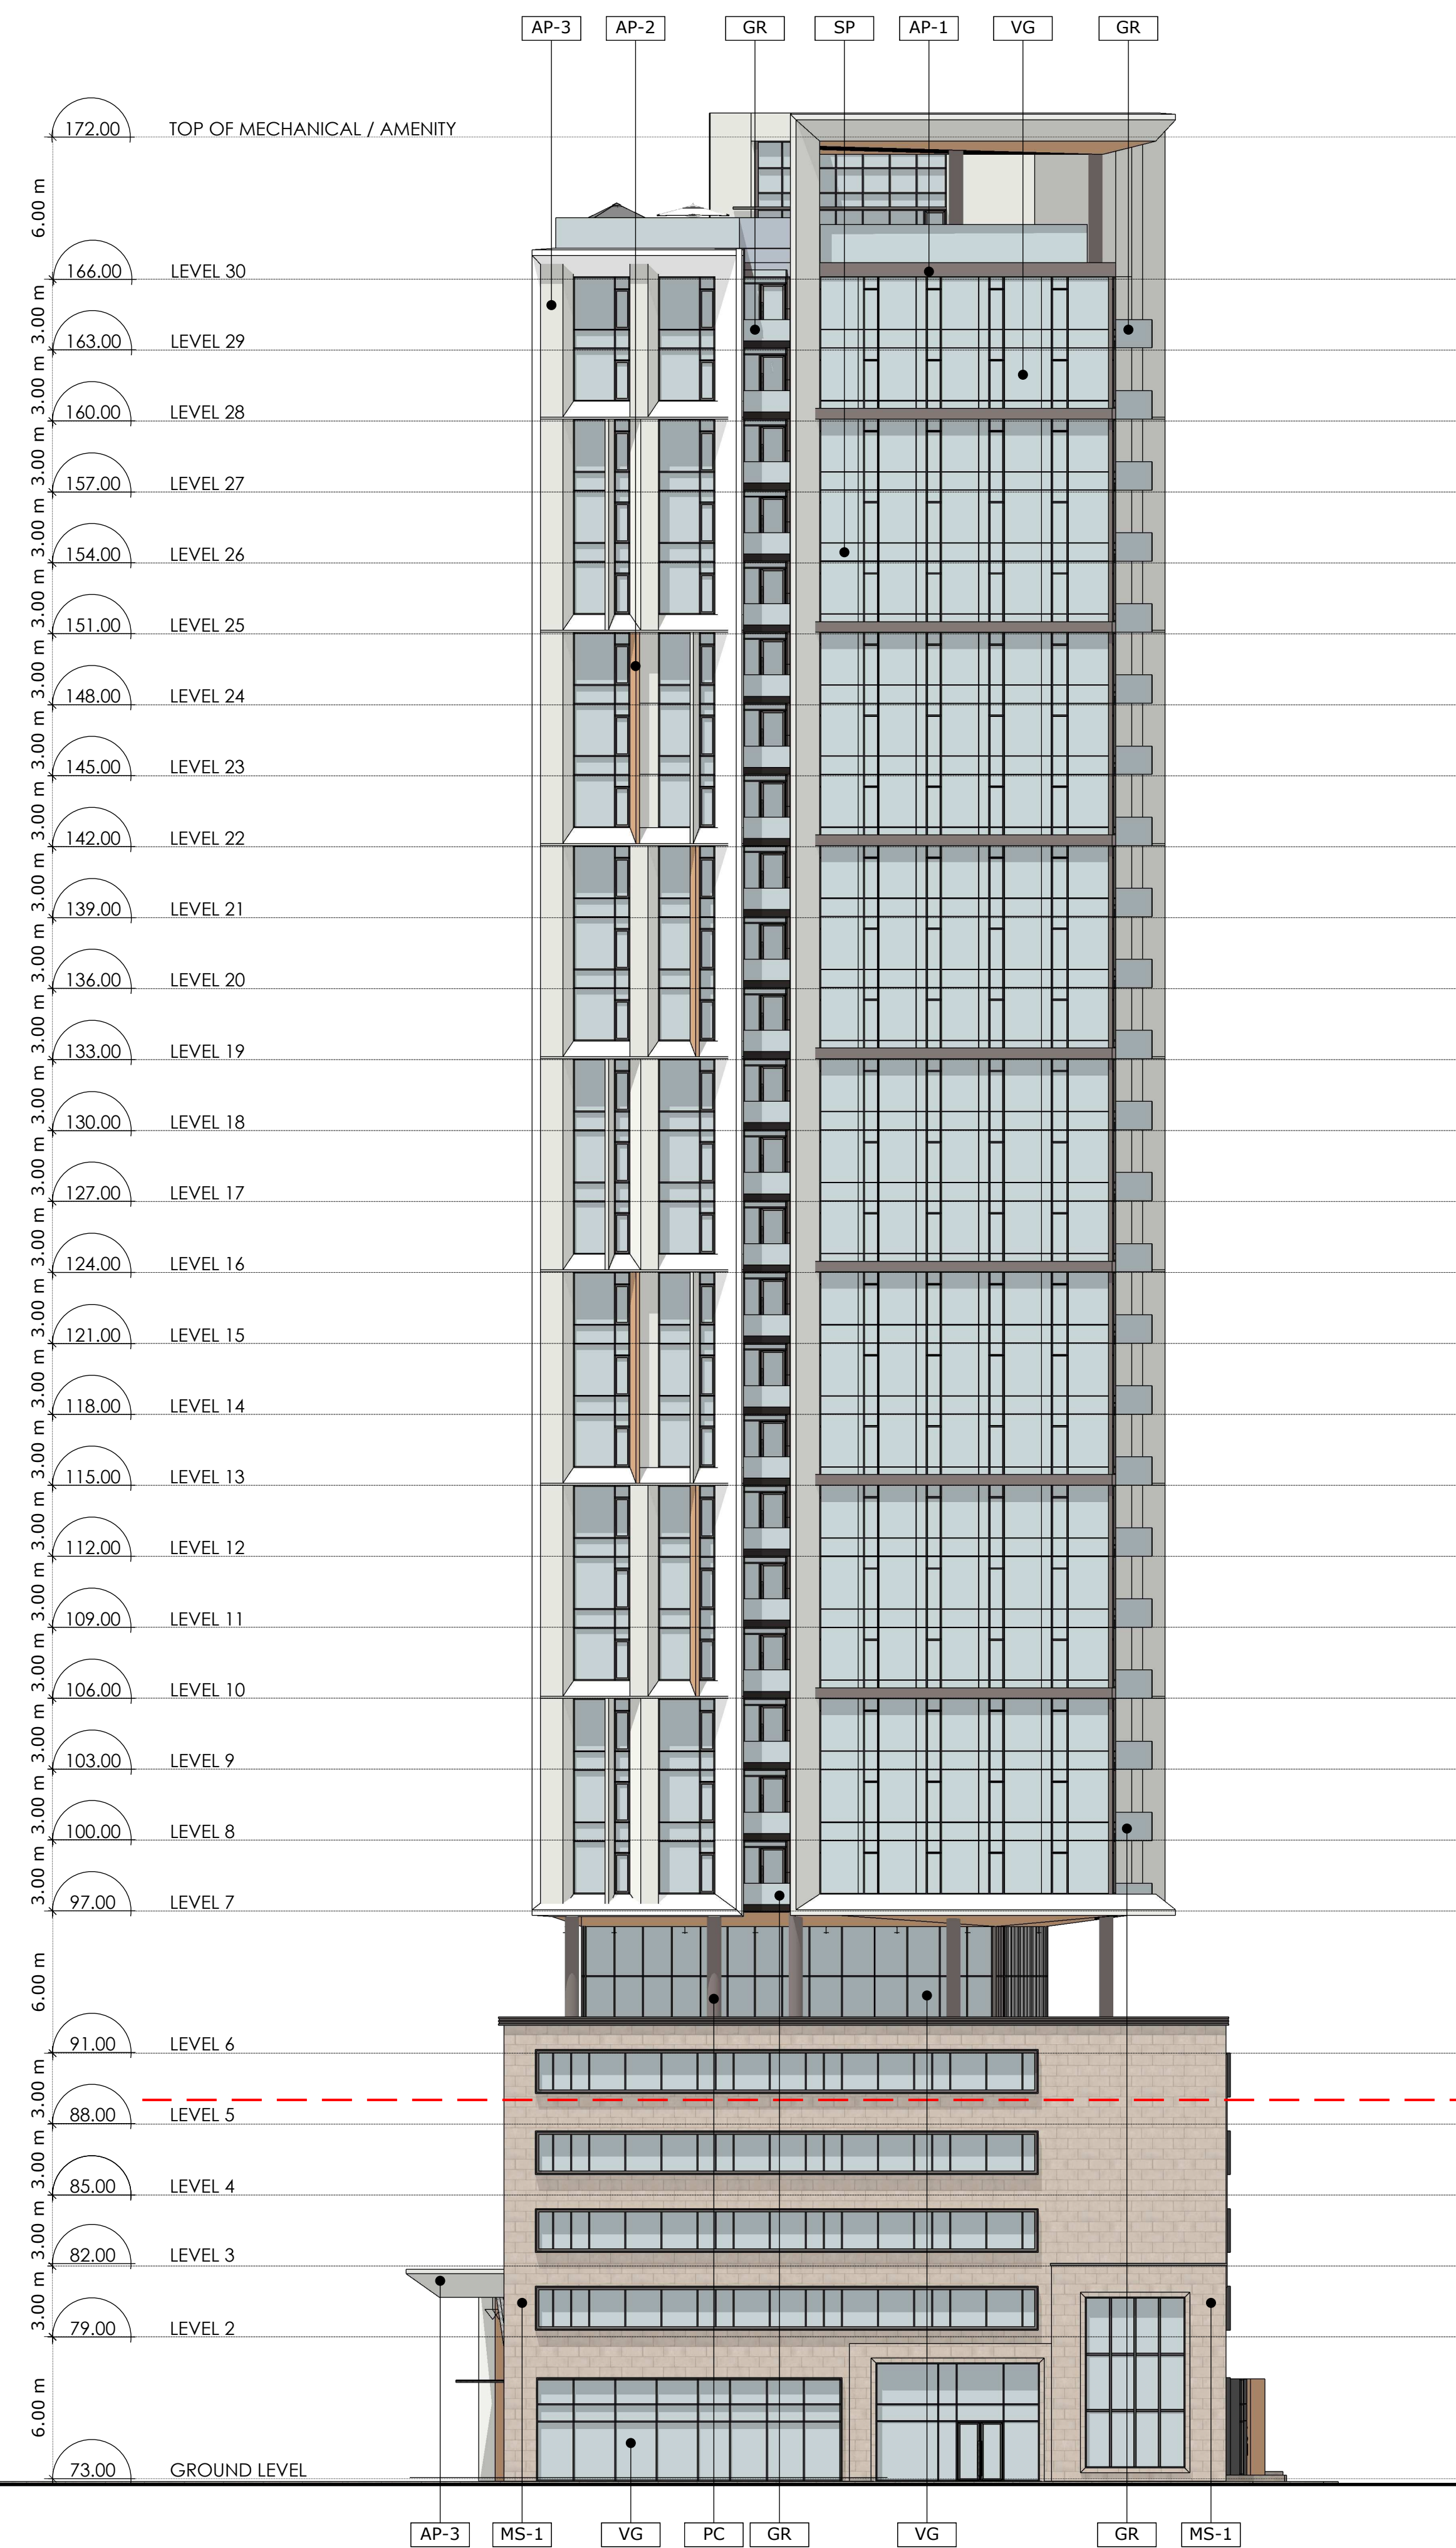 AP-3 AP-2 GR SP AP-1 VG GR
172.00 TOP OF MECHANICAL / AMENITY
6.00 m
166.00 LEVEL 30
3.00 m
163.00 LEVEL 29
3.00 m
160.00 LEVEL 28
3.00 m
157.00 LEVEL 27
3.00 m
154.00 LEVEL 26
3.00 m
151.00 LEVEL 25
3.00 m
148.00 LEVEL 24
3.00 m
145.00 LEVEL 23
3.00 m
142.00 LEVEL 22
3.00 m
139.00 LEVEL 21
3.00 m
136.00 LEVEL 20
3.00 m
133.00 LEVEL 19
3.00 m
130.00 LEVEL 18
3.00 m
127.00 LEVEL 17
3.00 m
124.00 LEVEL 16
3.00 m
121.00 LEVEL 15
3.00 m
118.00 LEVEL 14
3.00 m
115.00 LEVEL 13
3.00 m
112.00 LEVEL 12
3.00 m
109.00 LEVEL 11
3.00 m
106.00 LEVEL 10
3.00 m
103.00 LEVEL 9
3.00 m
100.00 LEVEL 8
3.00 m
97.00 LEVEL 7
6.00 m
91.00 LEVEL 6
3.00 m
88.00 LEVEL 5
3.00 m
85.00 LEVEL 4
3.00 m
82.00 LEVEL 3
3.00 m
79.00 LEVEL 2
6.00 m
73.00 GROUND LEVEL
AP-3 MS-1 VG PC GR VG GR MS-1